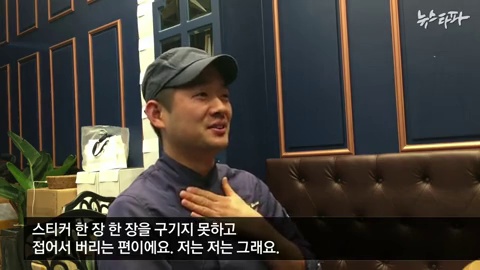 뉴스타파
스티커 한 장 한 장을 구기지 못하고
접어서 버리는 편이에요. 저는 저는 그래요.